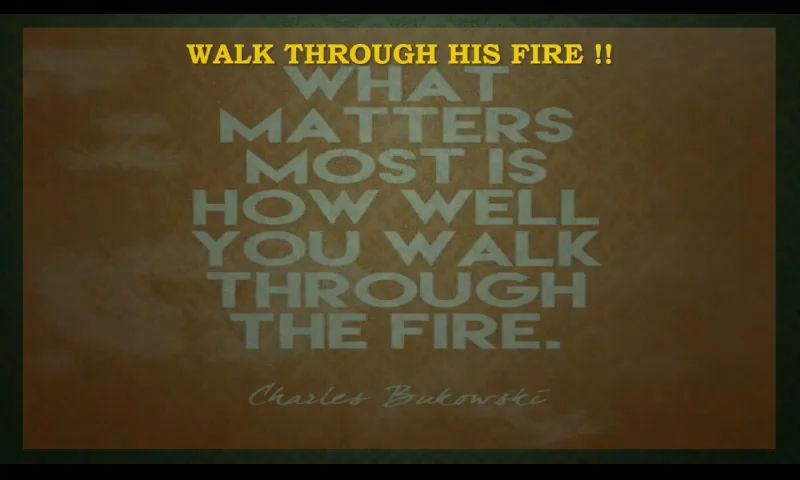 WALK THROUGH HIS FIRE !!
WHAT
MATTERS
MOST IS
HOW WELL
YOU WALK
THROUGH
THE FIRE.
Charles Bukowski